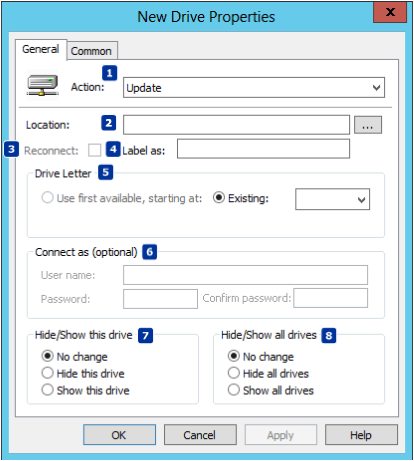 New Drive Properties
x
General Common
1
Action: Update
Location: 2 ...
3 Reconnect: 4 Label as:
Drive Letter 5
Use first available, starting at: Existing:
Connect as (optional) 6
User name:
Password: Confirm password:
Hide/Show this drive 7 Hide/Show all drives 8
No change No change
Hide this drive Hide all drives
Show this drive Show all drives
OK Cancel Apply Help